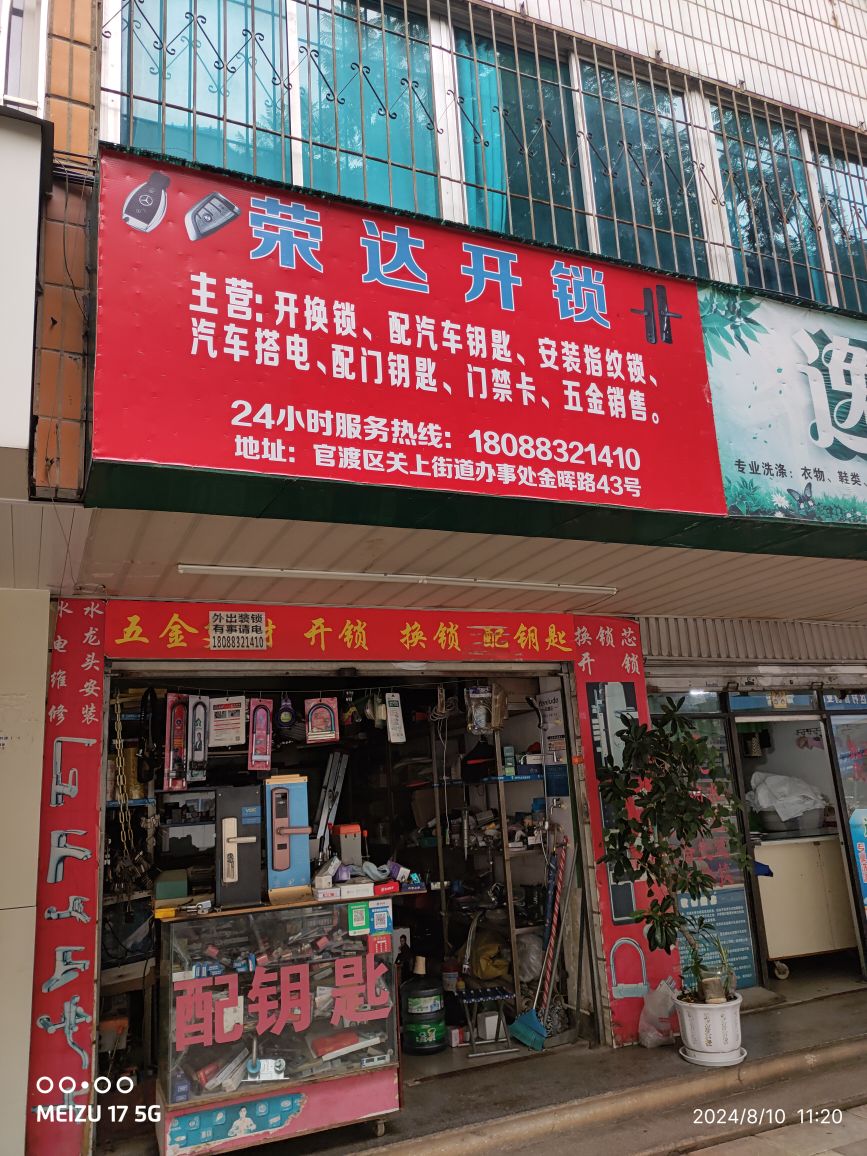 荣达开锁
主营：开换锁、配汽车钥匙、安装指纹锁、
汽车搭电、配门钥匙、门禁卡、五金销售。
24小时服务热线：18088321410
地址：官渡区关上街道办事处金晖路43号
专业洗涤：衣物、鞋类、
水龙头安装
水电维修
五金
外出装锁
有事请电
18088321410
开锁 换锁 配钥匙
换锁芯
开锁
配钥匙
MEIZU 17 5G
2024/8/10 11:20